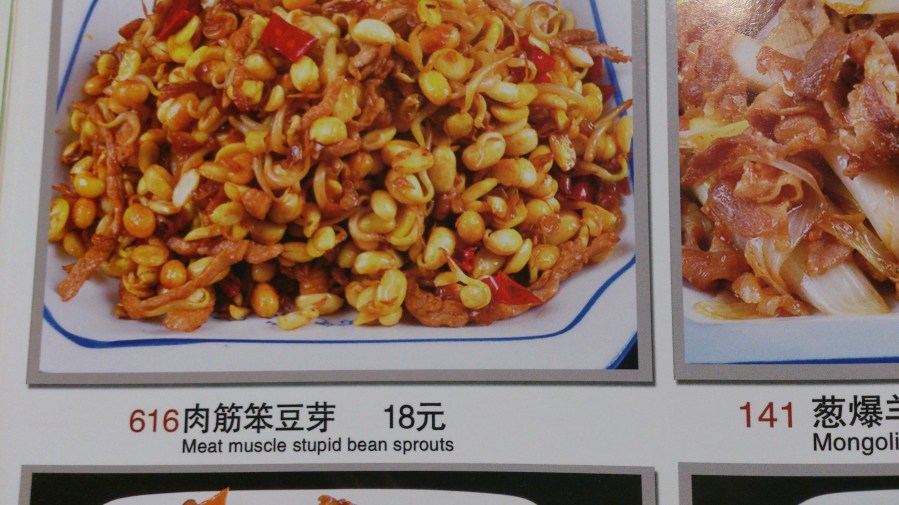 616肉筋笨豆芽 18元
Meat muscle stupid bean sprouts
141 葱爆
Mongoli